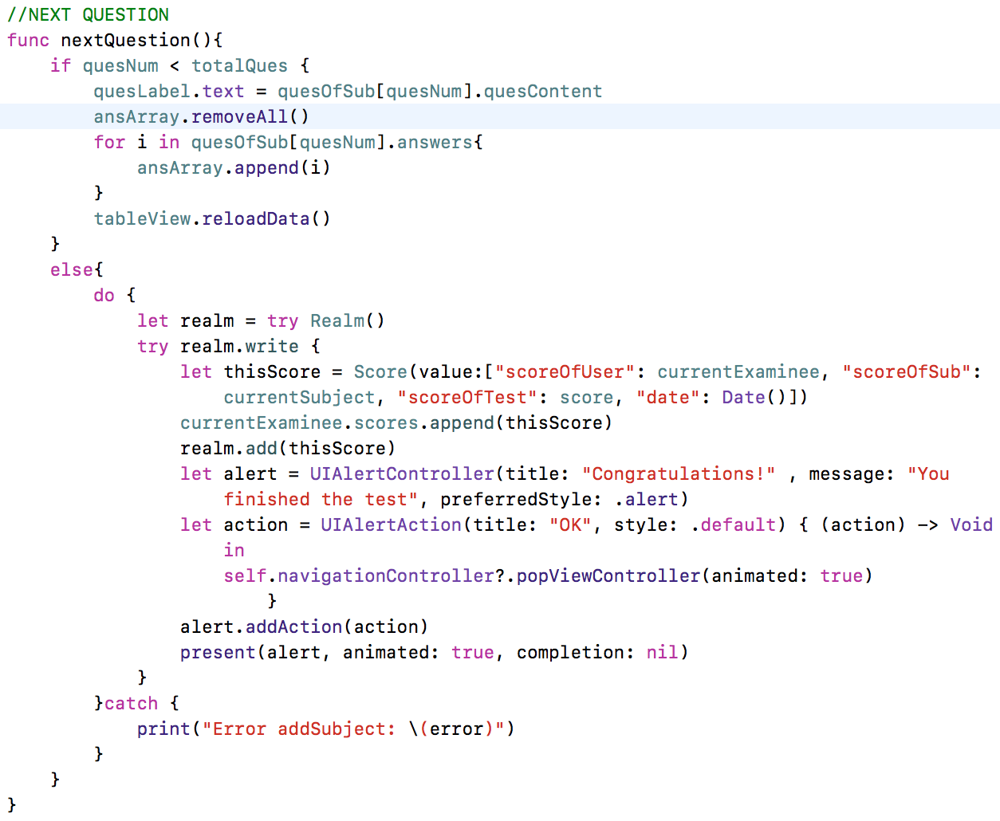 //NEXT QUESTION
func nextQuestion(){
    if quesNum < totalQues {
        quesLabel.text = quesOfSub[quesNum].quesContent
        ansArray.removeAll()
        for i in quesOfSub[quesNum].answers{
            ansArray.append(i)
        }
        tableView.reloadData()
    }
    else{
        do {
            let realm = try Realm()
            try realm.write {
                let thisScore = Score(value:["scoreOfUser": currentExaminee, "scoreOfSub":
                    currentSubject, "scoreOfTest": score, "date": Date()])
                currentExaminee.scores.append(thisScore)
                realm.add(thisScore)
                let alert = UIAlertController(title: "Congratulations!" , message: "You
                    finished the test", preferredStyle: .alert)
                let action = UIAlertAction(title: "OK", style: .default) { (action) -> Void
                    in
                    self.navigationController?.popViewController(animated: true)
                        }
                alert.addAction(action)
                present(alert, animated: true, completion: nil)
            }
        }catch {
            print("Error addSubject: \(error)")
        }
    }
}